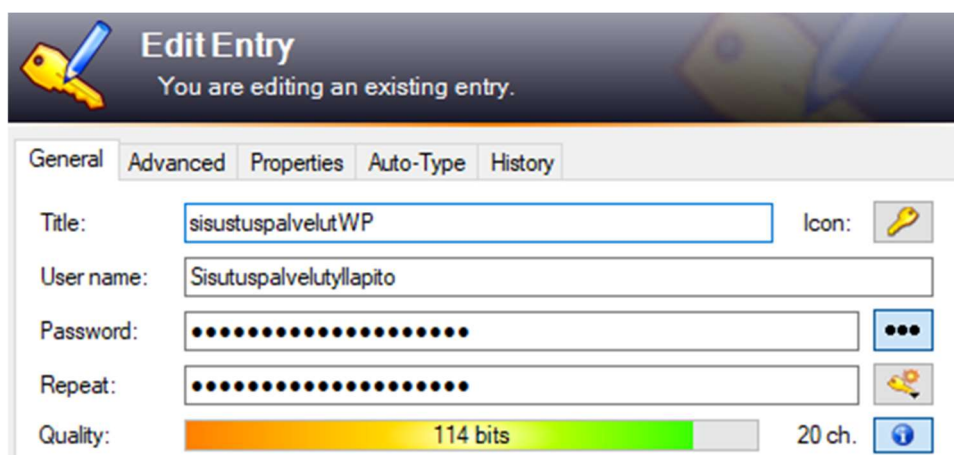 Edit Entry
You are editing an existing entry.
General Advanced Properties Auto-Type History
Title: sisustuspalvelutWP Icon:
User name: Sisutuspalvelutyllapito
Password: ●●●●●●●●●●●●●●●●●●●● ●●●
Repeat: ●●●●●●●●●●●●●●●●●●●●
Quality: 114 bits 20 ch.